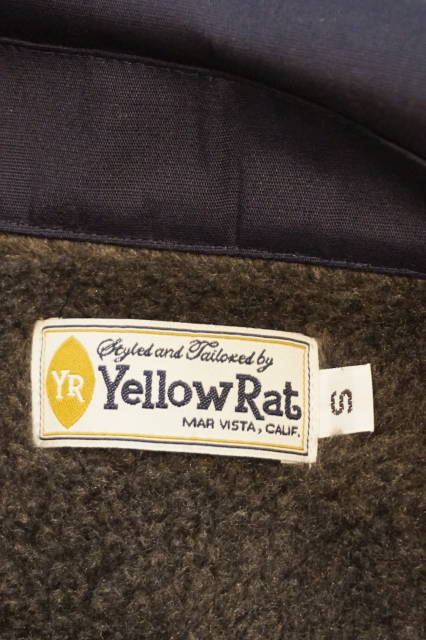 Styled and Tailored by
YR
YellowRat
MAR VISTA, CALIF.
S